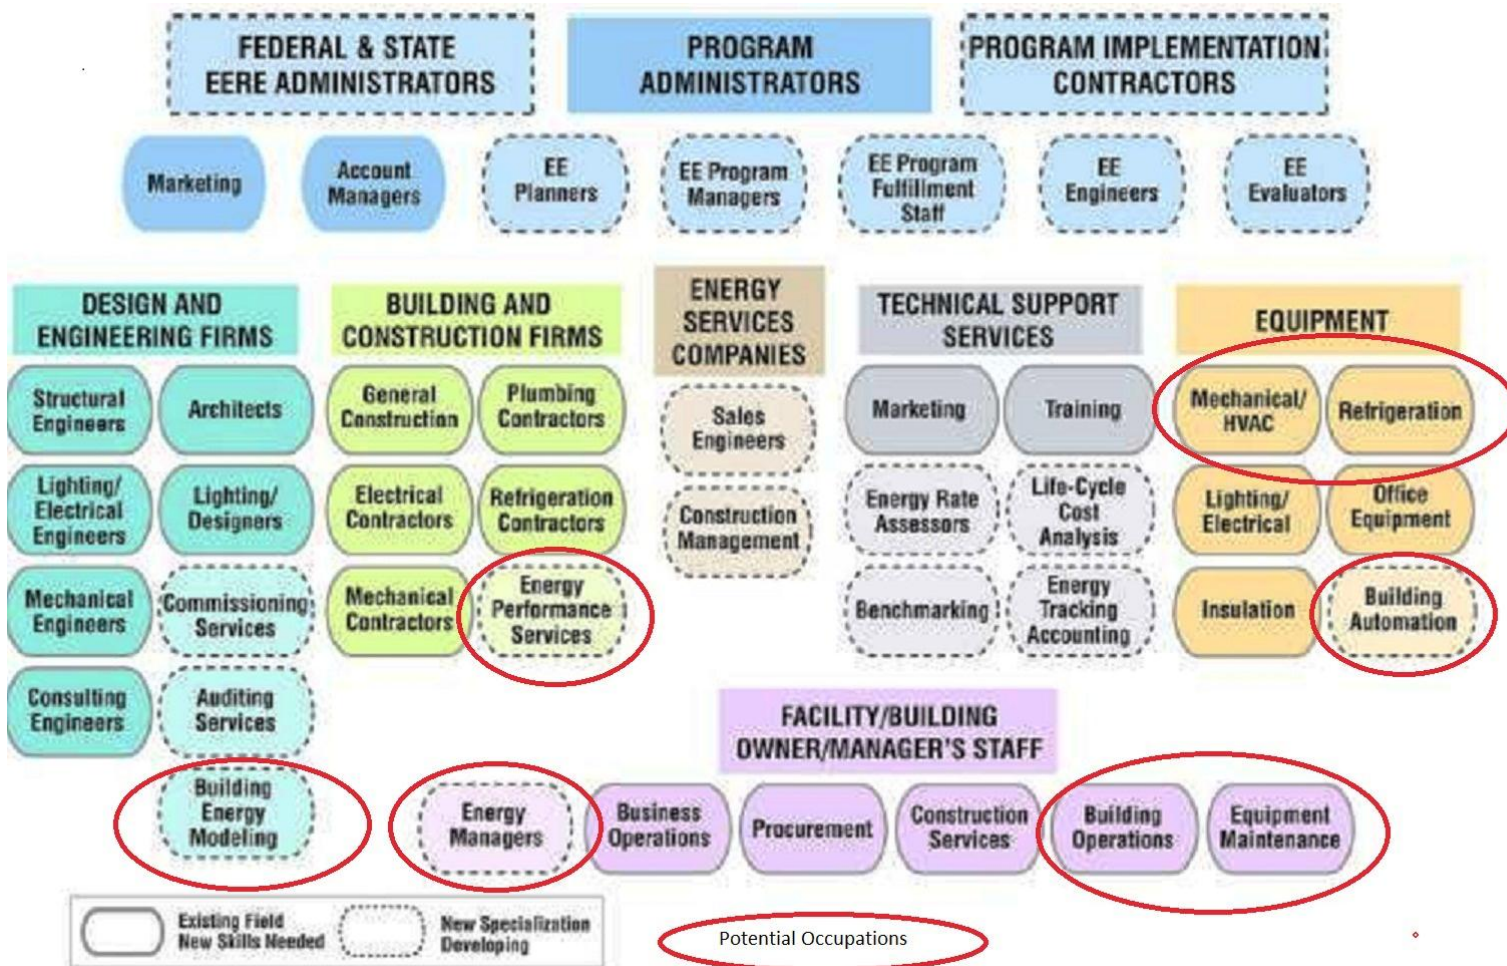 FEDERAL & STATE
EERE ADMINISTRATORS
PROGRAM
ADMINISTRATORS
PROGRAM IMPLEMENTATION
CONTRACTORS
Marketing
Account
Managers
EE
Planners
EE Program
Managers
EE Program
Fulfillment
Staff
EE
Engineers
EE
Evaluators
DESIGN AND
ENGINEERING FIRMS
Structural
Engineers
Architects
Lighting/
Electrical
Engineers
Lighting/
Designers
Mechanical
Engineers
Commissioning
Services
Consulting
Engineers
Auditing
Services
Building
Energy
Modeling
BUILDING AND
CONSTRUCTION FIRMS
General
Construction
Plumbing
Contractors
Electrical
Contractors
Refrigeration
Contractors
Mechanical
Contractors
Energy
Performance
Services
ENERGY
SERVICES
COMPANIES
Sales
Engineers
Construction
Management
TECHNICAL SUPPORT
SERVICES
Marketing
Training
Energy Rate
Assessors
Life-Cycle
Cost
Analysis
Benchmarking
Energy
Tracking
Accounting
EQUIPMENT
Mechanical/
HVAC
Refrigeration
Lighting/
Electrical
Office
Equipment
Insulation
Building
Automation
FACILITY/BUILDING
OWNER/MANAGER'S STAFF
Energy
Managers
Business
Operations
Procurement
Construction
Services
Building
Operations
Equipment
Maintenance
Existing Field
New Skills Needed
New Specialization
Developing
Potential Occupations